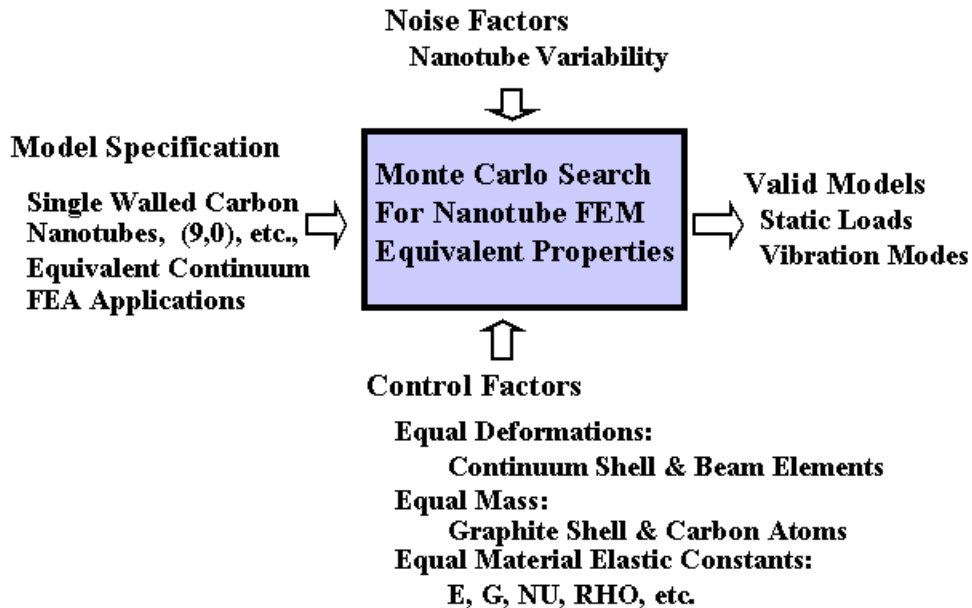 Noise Factors
Nanotube Variability
Model Specification
Single Walled Carbon
Nanotubes, (9,0), etc.,
Equivalent Continuum
FEA Applications
Monte Carlo Search
For Nanotube FEM
Equivalent Properties
Valid Models
Static Loads
Vibration Modes
Control Factors
Equal Deformations:
Continuum Shell & Beam Elements
Equal Mass:
Graphite Shell & Carbon Atoms
Equal Material Elastic Constants:
E, G, NU, RHO, etc.